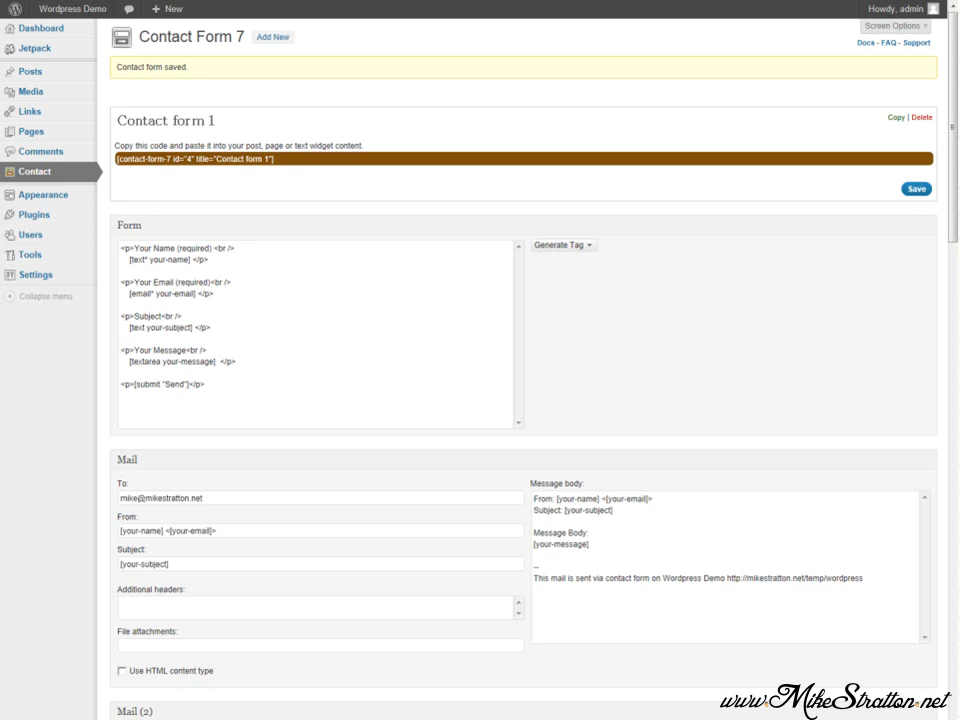 Wordpress Demo + New Howdy, admin
Dashboard
Jetpack
Posts
Media
Links
Pages
Comments
Contact
Appearance
Plugins
Users
Tools
Settings
Collapse menu
Screen Options
Contact Form 7 Add New
Docs - FAQ - Support
Contact form saved.
Contact form 1
Copy | Delete
Copy this code and paste it into your post, page or text widget content.
[contact-form-7 id="4" title="Contact form 1"]
Save
Form
<p>Your Name (required) <br />
[text* your-name] </p>
<p>Your Email (required)<br />
[email* your-email] </p>
<p>Subject<br />
[text your-subject] </p>
<p>Your Message<br />
[textarea your-message] </p>
<p>[submit "Send"]</p>
Generate Tag
Mail
To:
mike@mikestratton.net
From:
[your-name] <[your-email]>
Subject:
[your-subject]
Additional headers:
File attachments:
Use HTML content type
Message body:
From: [your-name] <[your-email]>
Subject: [your-subject]
Message Body:
[your-message]
--
This mail is sent via contact form on Wordpress Demo http://mikestratton.net/temp/wordpress
Mail (2)
www.MikeStratton.net